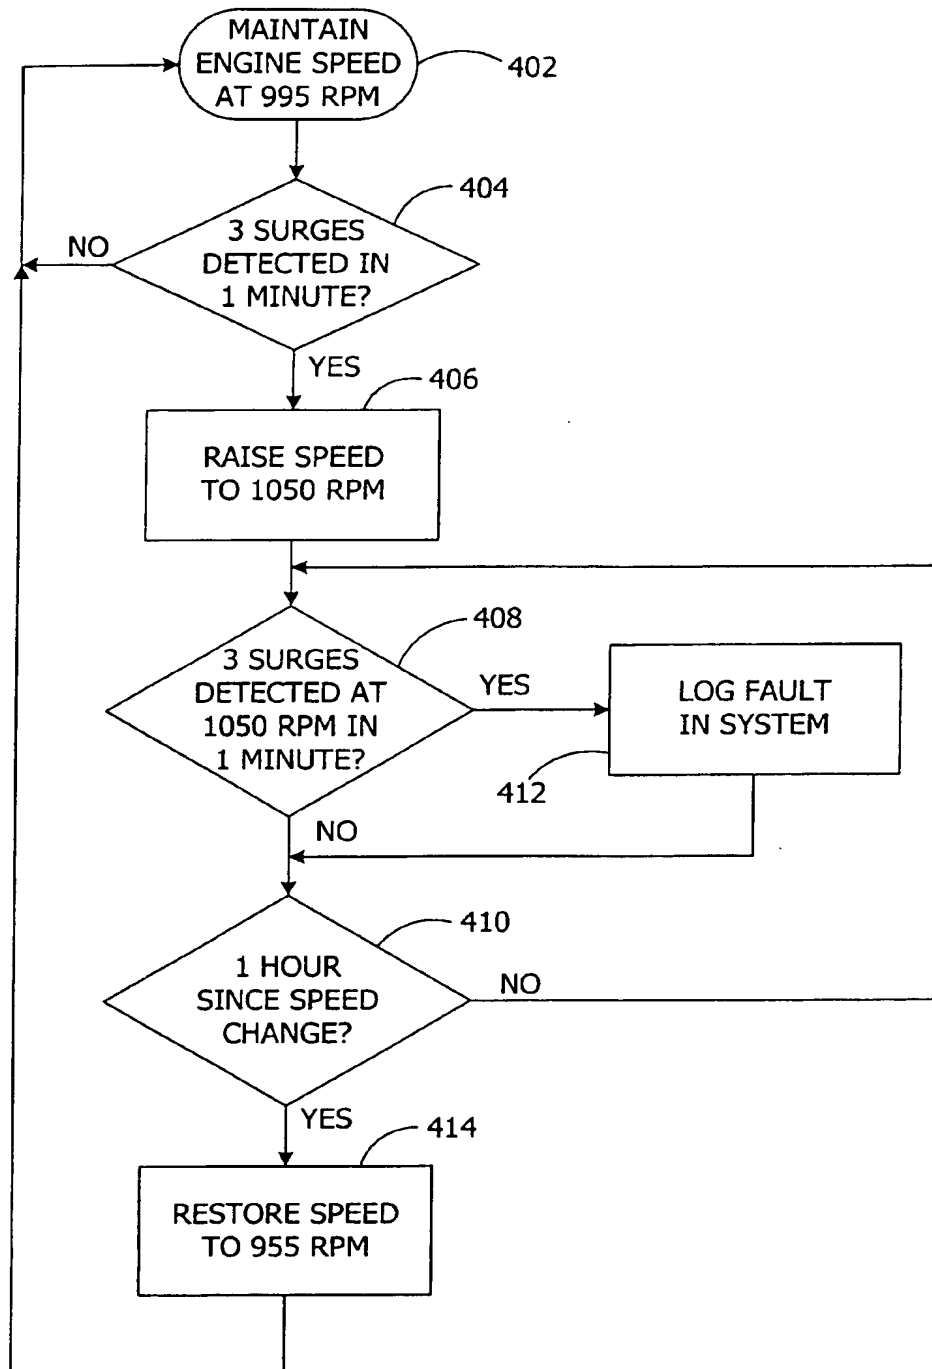 MAINTAIN
ENGINE SPEED
AT 995 RPM
402
404
3 SURGES
DETECTED IN
1 MINUTE?
NO
YES
406
RAISE SPEED
TO 1050 RPM
408
3 SURGES
DETECTED AT
1050 RPM IN
1 MINUTE?
YES
LOG FAULT
IN SYSTEM
412
NO
410
1 HOUR
SINCE SPEED
CHANGE?
NO
YES
414
RESTORE SPEED
TO 955 RPM